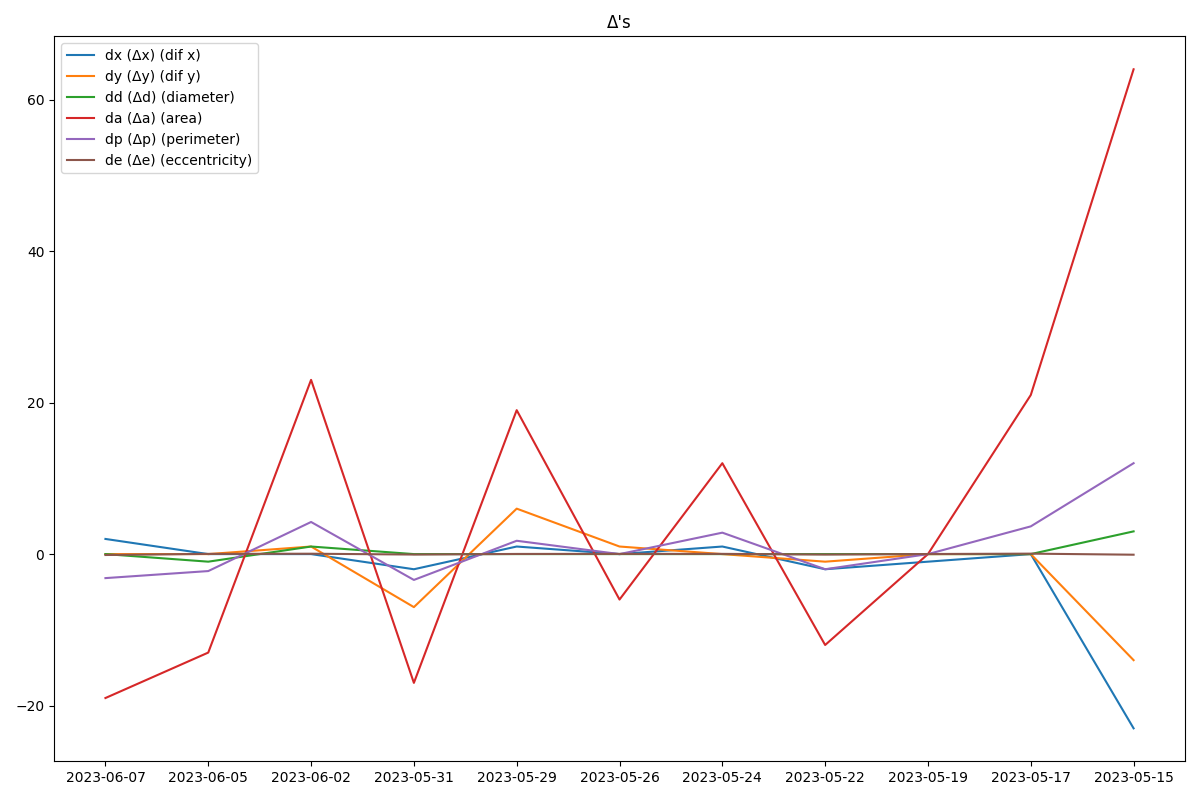 Δ's
dx (Δx) (dif x)
dy (Δy) (dif y)
dd (Δd) (diameter)
da (Δa) (area)
dp (Δp) (perimeter)
de (Δe) (eccentricity)
60
40
20
0
−20
2023-06-07 2023-06-05 2023-06-02 2023-05-31 2023-05-29 2023-05-26 2023-05-24 2023-05-22 2023-05-19 2023-05-17 2023-05-15